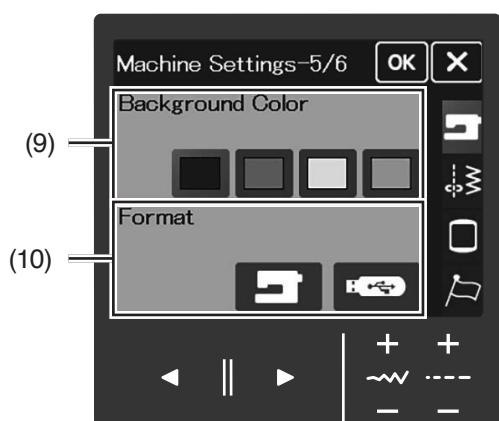 Machine Settings-5/6 OK X
Background Color
(9)
Format
(10)